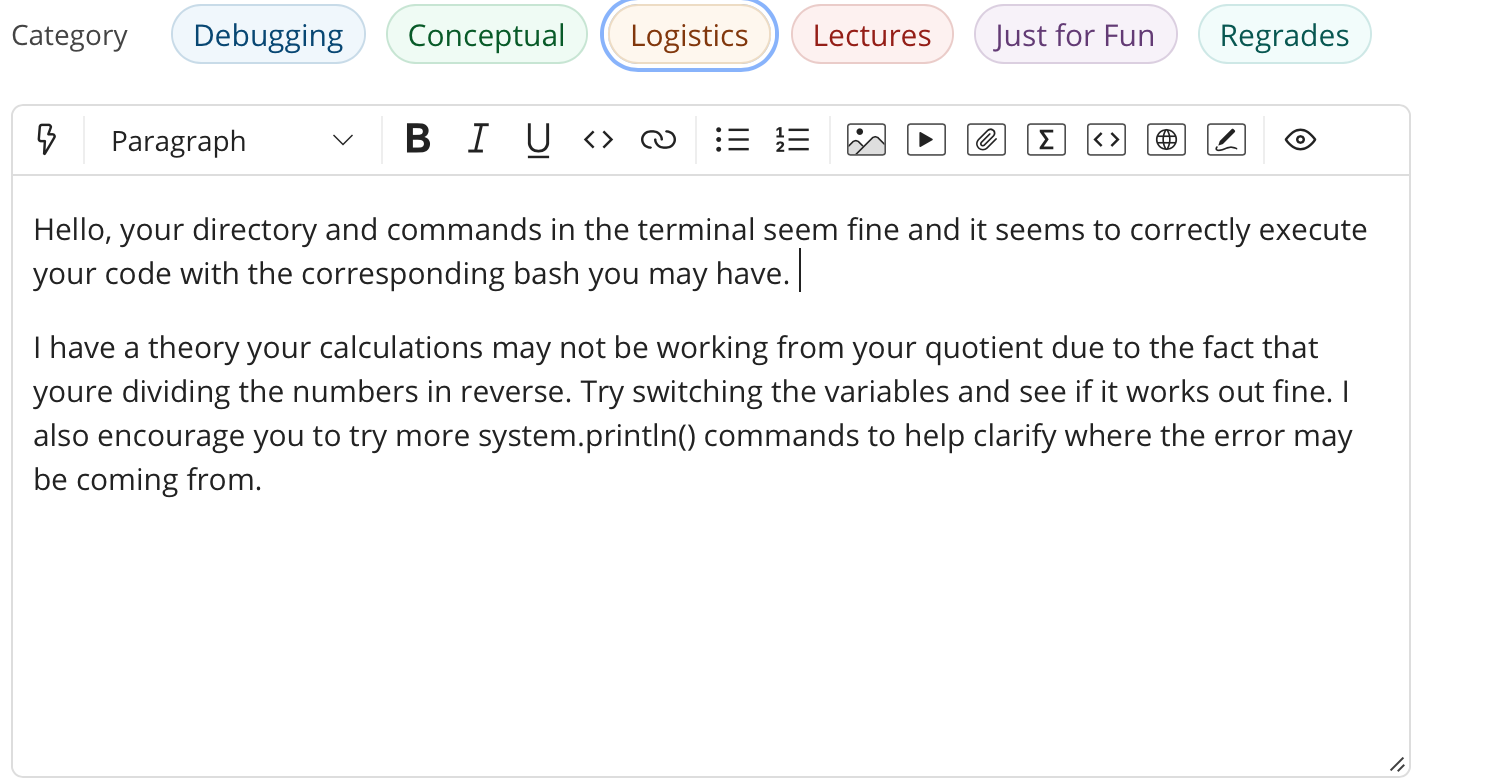 Category Debugging Conceptual Logistics Lectures Just for Fun Regrades
Paragraph B I U
Hello, your directory and commands in the terminal seem fine and it seems to correctly execute
your code with the corresponding bash you may have.
I have a theory your calculations may not be working from your quotient due to the fact that
youre dividing the numbers in reverse. Try switching the variables and see if it works out fine. I
also encourage you to try more system.println() commands to help clarify where the error may
be coming from.